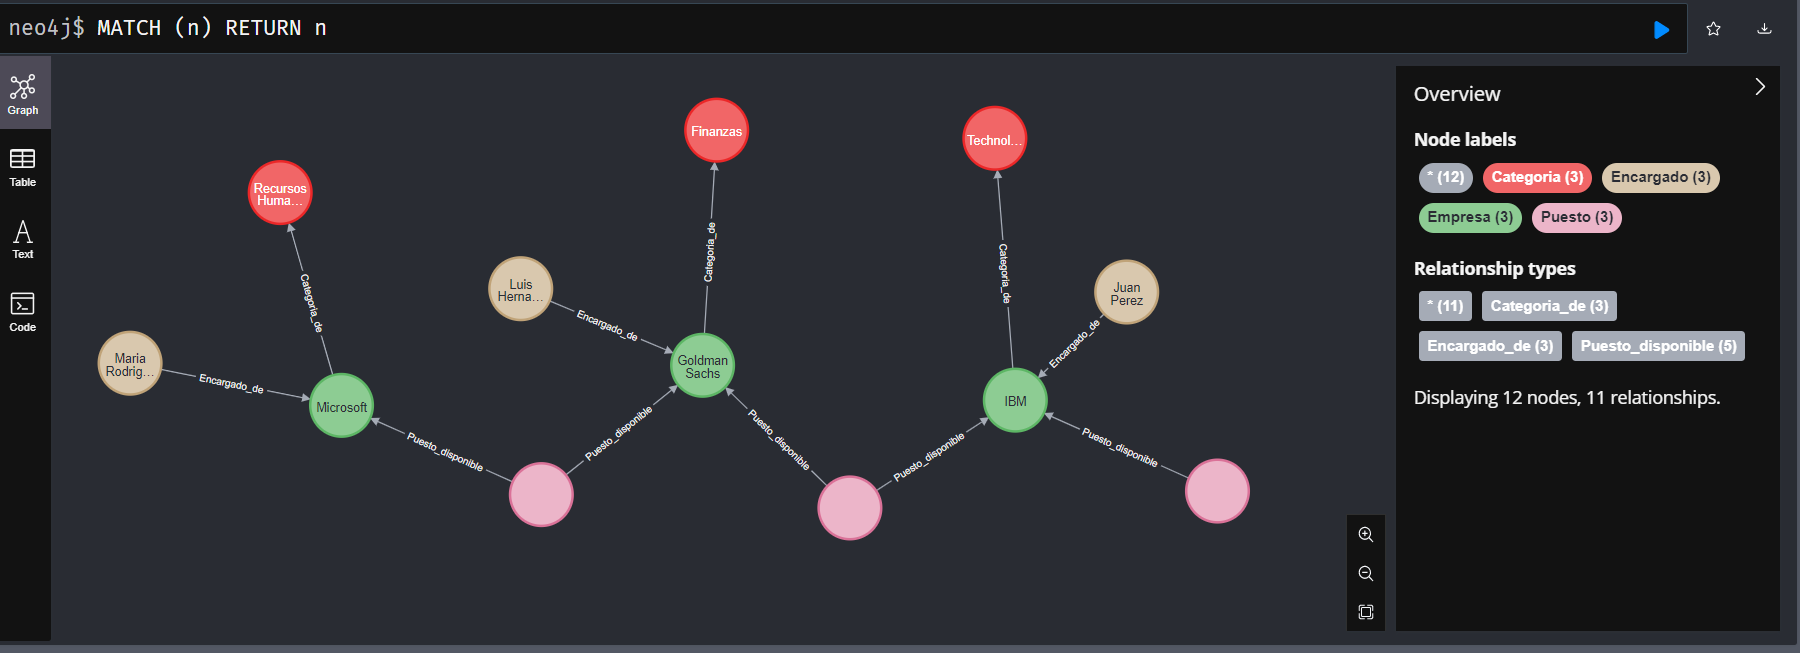 neo4j$ MATCH (n) RETURN n
Graph
Table
Text
Code
Finanzas
Technol...
Recursos
Huma...
Categoria_de
Categoria_de
Categoria_de
Luis
Herna...
Juan
Perez
Encargado_de
Encargado_de
Maria
Rodrig...
Encargado_de
Goldman
Sachs
Microsoft
IBM
Puesto_disponible
Puesto_disponible
Puesto_disponible
Puesto_disponible
Puesto_disponible
Overview
Node labels
* (12) Categoria (3) Encargado (3)
Empresa (3) Puesto (3)
Relationship types
* (11) Categoria_de (3)
Encargado_de (3) Puesto_disponible (5)
Displaying 12 nodes, 11 relationships.